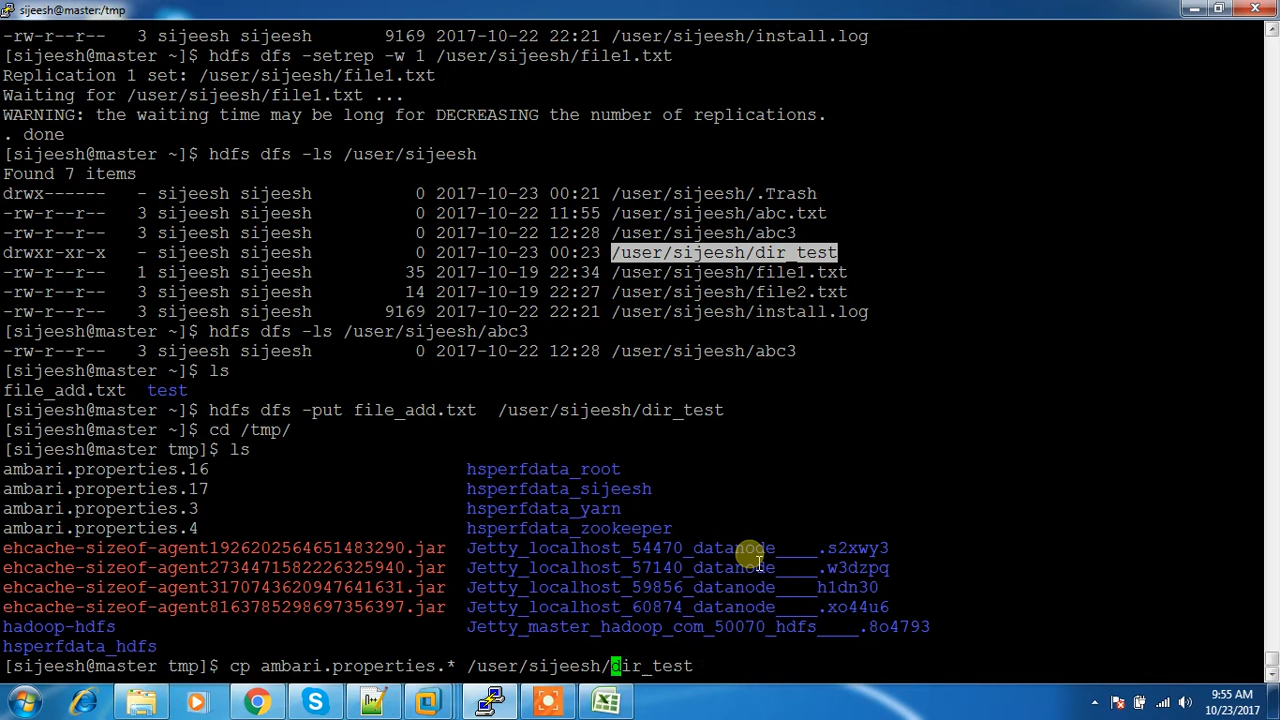 sijeesh@master:/tmp
-rw-r--r--   3 sijeesh sijeesh       9169 2017-10-22 22:21 /user/sijeesh/install.log
[sijeesh@master ~]$ hdfs dfs -setrep -w 1 /user/sijeesh/file1.txt
Replication 1 set: /user/sijeesh/file1.txt
Waiting for /user/sijeesh/file1.txt ...
WARNING: the waiting time may be long for DECREASING the number of replications.
. done
[sijeesh@master ~]$ hdfs dfs -ls /user/sijeesh
Found 7 items
drwx------   - sijeesh sijeesh          0 2017-10-23 00:21 /user/sijeesh/.Trash
-rw-r--r--   3 sijeesh sijeesh          0 2017-10-22 11:55 /user/sijeesh/abc.txt
-rw-r--r--   3 sijeesh sijeesh          0 2017-10-22 12:28 /user/sijeesh/abc3
drwxr-xr-x   - sijeesh sijeesh          0 2017-10-23 00:23 /user/sijeesh/dir_test
-rw-r--r--   1 sijeesh sijeesh         35 2017-10-19 22:34 /user/sijeesh/file1.txt
-rw-r--r--   3 sijeesh sijeesh         14 2017-10-19 22:27 /user/sijeesh/file2.txt
-rw-r--r--   3 sijeesh sijeesh       9169 2017-10-22 22:21 /user/sijeesh/install.log
[sijeesh@master ~]$ hdfs dfs -ls /user/sijeesh/abc3
-rw-r--r--   3 sijeesh sijeesh          0 2017-10-22 12:28 /user/sijeesh/abc3
[sijeesh@master ~]$ ls
file_add.txt  test
[sijeesh@master ~]$ hdfs dfs -put file_add.txt  /user/sijeesh/dir_test
[sijeesh@master ~]$ cd /tmp/
[sijeesh@master tmp]$ ls
ambari.properties.16                         hsperfdata_root
ambari.properties.17                         hsperfdata_sijeesh
ambari.properties.3                          hsperfdata_yarn
ambari.properties.4                          hsperfdata_zookeeper
ehcache-sizeof-agent1926202564651483290.jar  Jetty_localhost_54470_datanode____.s2xwy3
ehcache-sizeof-agent2734471582226325940.jar  Jetty_localhost_57140_datanode____.w3dzpq
ehcache-sizeof-agent3170743620947641631.jar  Jetty_localhost_59856_datanode____h1dn30
ehcache-sizeof-agent8163785298697356397.jar  Jetty_localhost_60874_datanode____.xo44u6
hadoop-hdfs                                  Jetty_master_hadoop_com_50070_hdfs____.8o4793
hsperfdata_hdfs
[sijeesh@master tmp]$ cp ambari.properties.* /user/sijeesh/dir_test
9:55 AM
10/23/2017